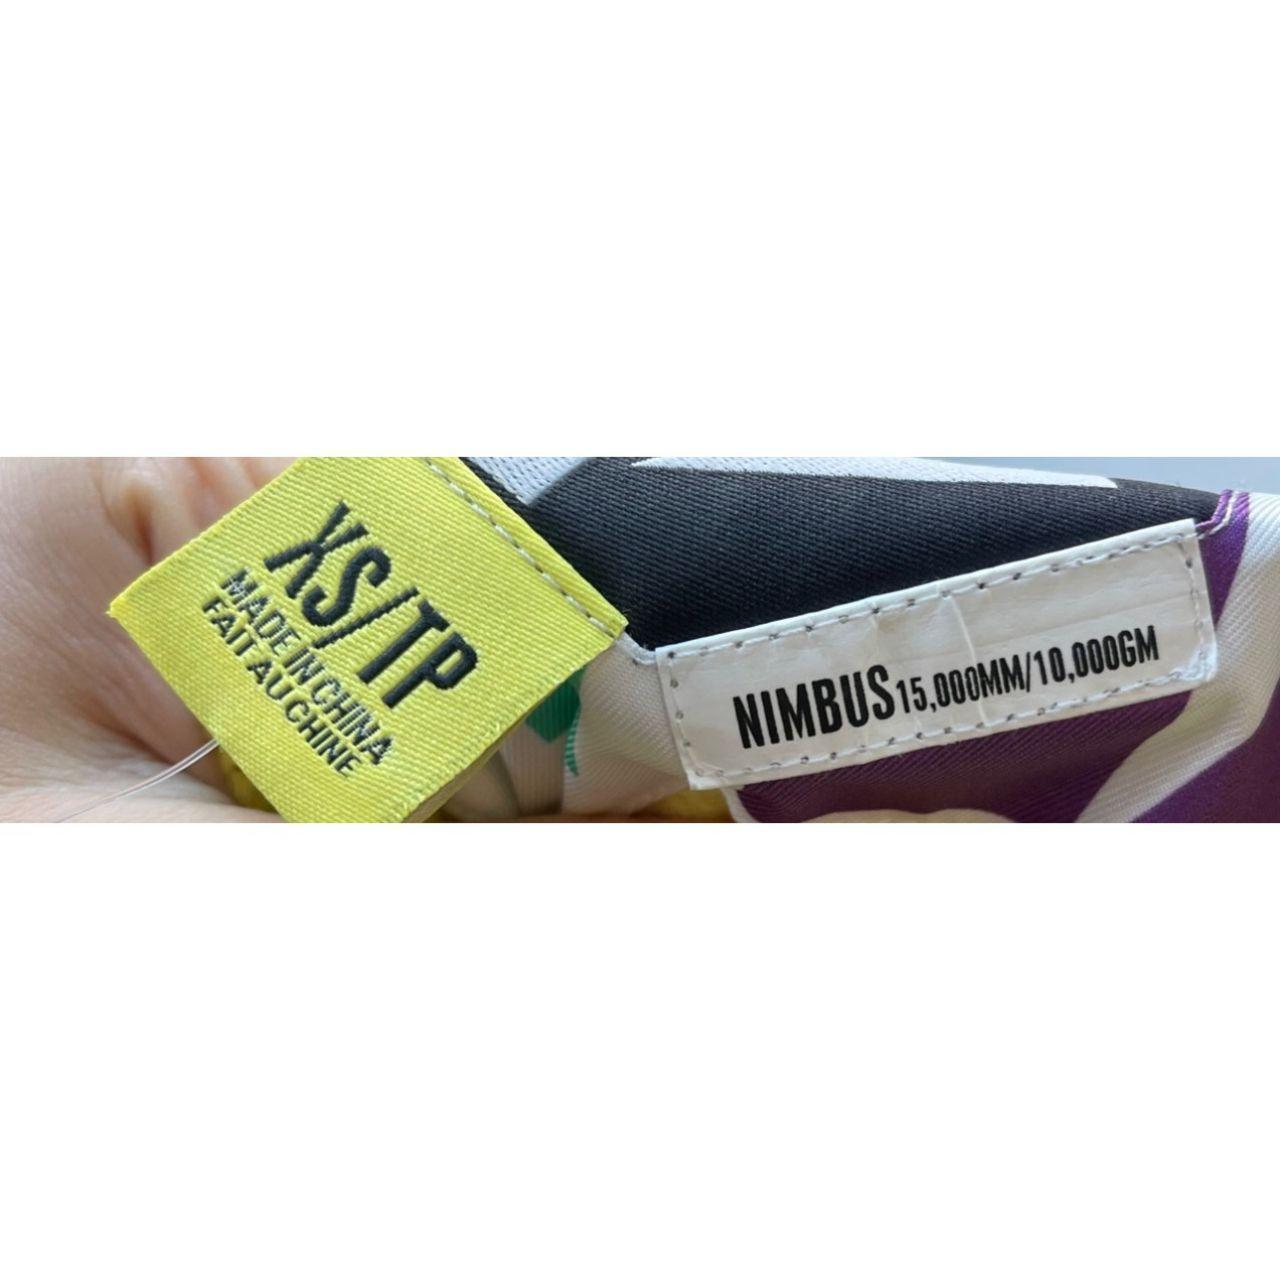 XS/TP
MADE IN CHINA
FAIT AU CHINE
NIMBUS 15,000MM/10,000GM